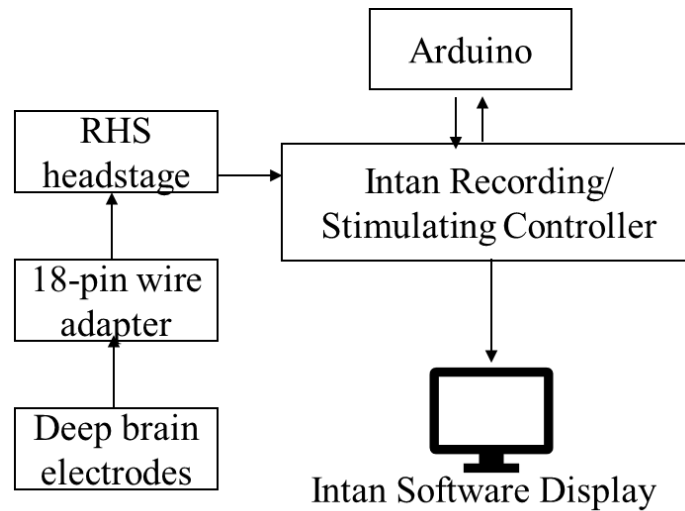 Arduino
RHS
headstage
Intan Recording/
Stimulating Controller
18-pin wire
adapter
Deep brain
electrodes
Intan Software Display